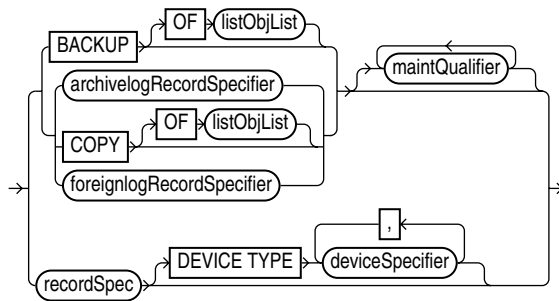 OF listObjList
BACKUP
maintQualifier
archivelogRecordSpecifier
OF listObjList
COPY
foreignlogRecordSpecifier
,
DEVICE TYPE deviceSpecifier
recordSpec